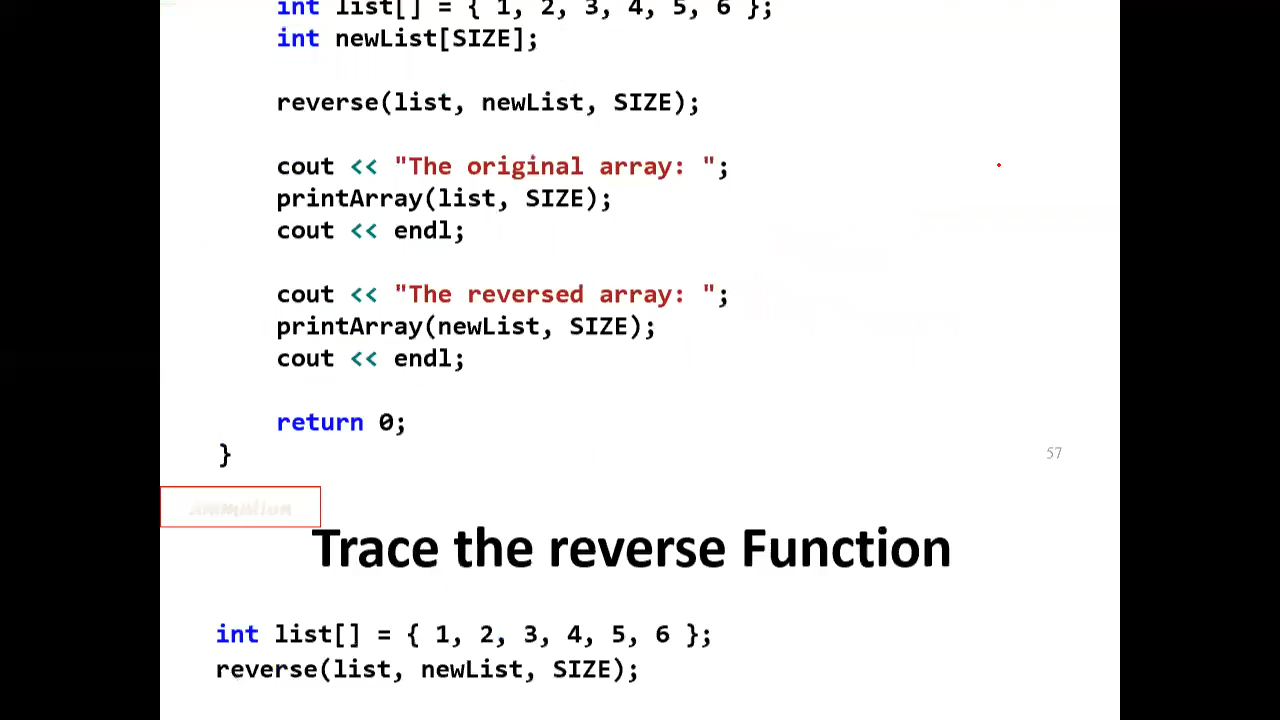 int list[] = { 1, 2, 3, 4, 5, 6 };
int newList[SIZE];
reverse(list, newList, SIZE);
cout << "The original array: ";
printArray(list, SIZE);
cout << endl;
cout << "The reversed array: ";
printArray(newList, SIZE);
cout << endl;
return 0;
}
57
Trace the reverse Function
int list[] = { 1, 2, 3, 4, 5, 6 };
reverse(list, newList, SIZE);